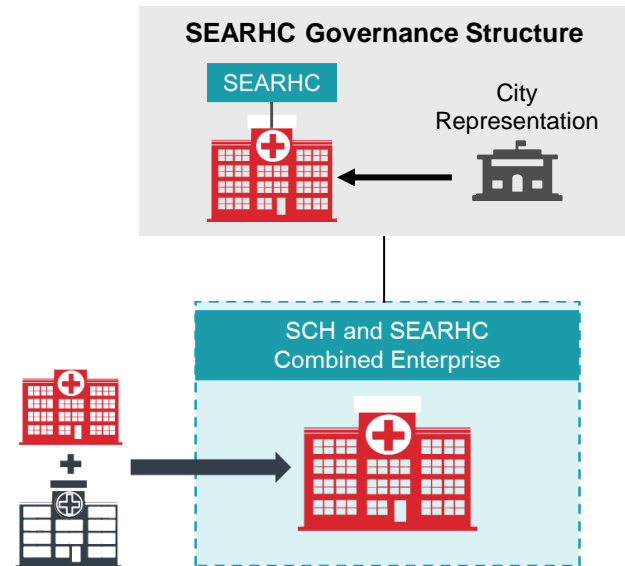 SEARHC Governance Structure
SEARHC
City
Representation
SCH and SEARHC
Combined Enterprise